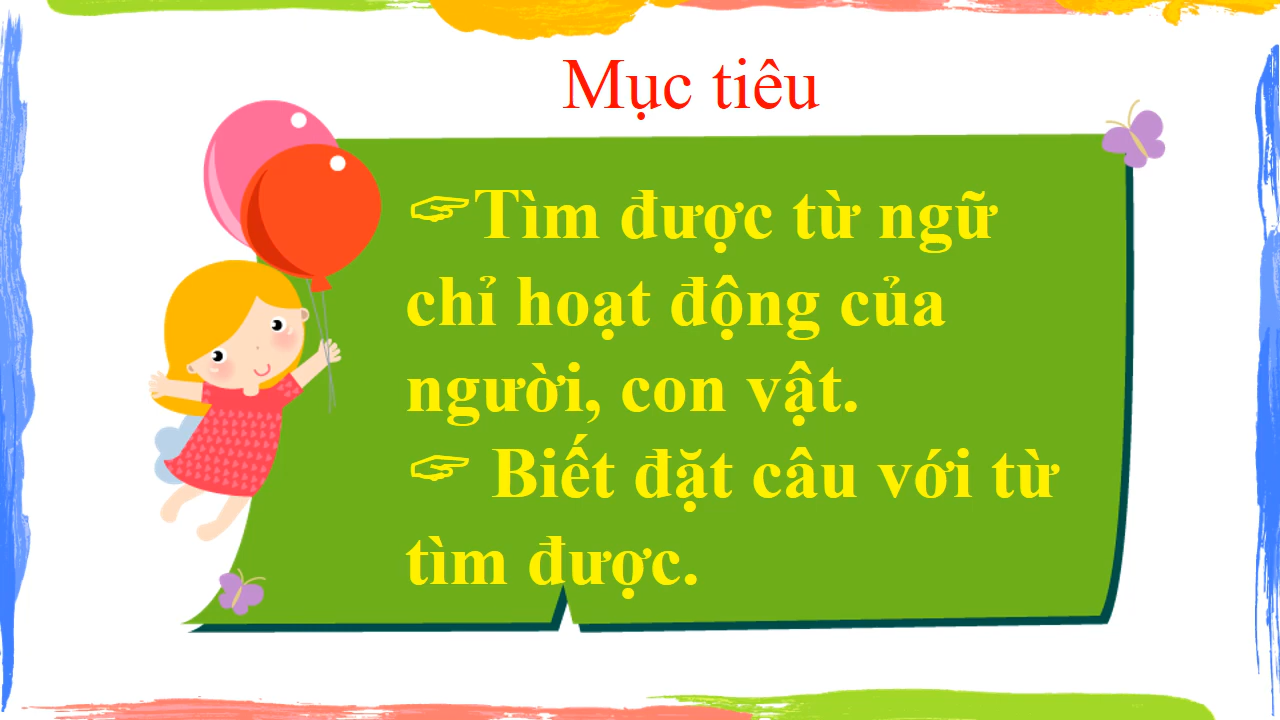 Mục tiêu
☞Tìm được từ ngữ
chỉ hoạt động của
người, con vật.
☞ Biết đặt câu với từ
tìm được.